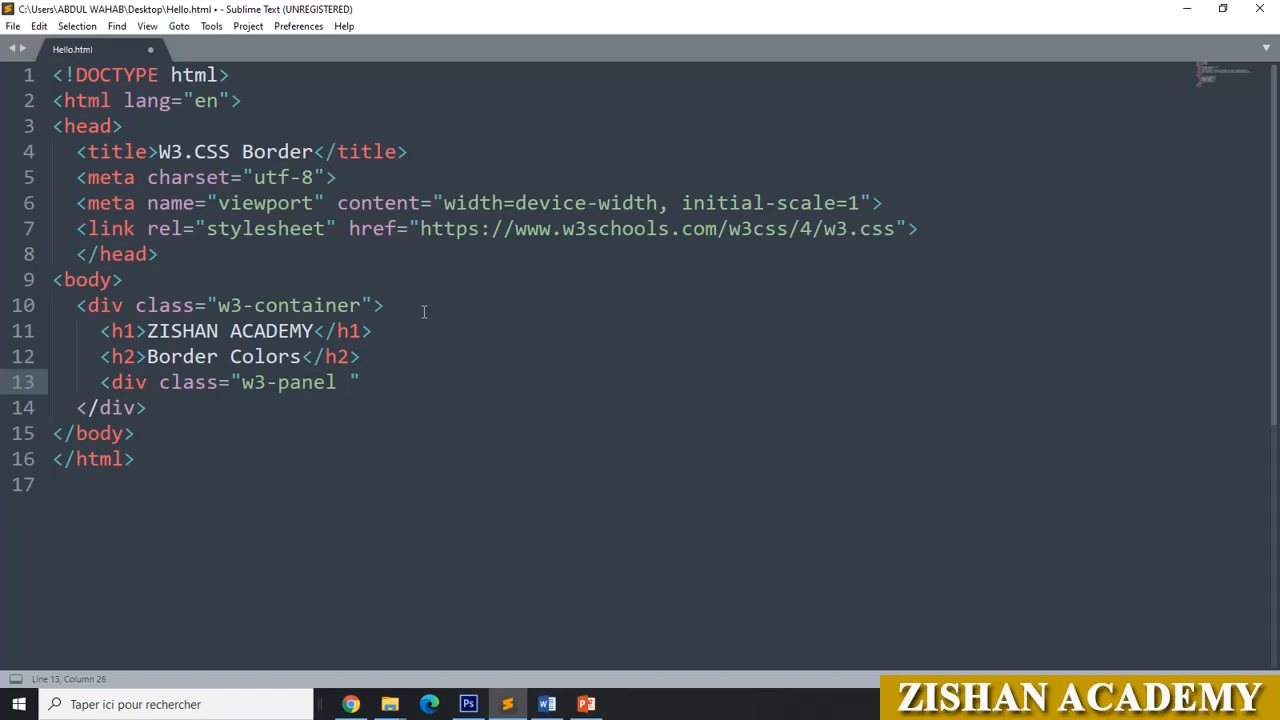 C:\Users\ABDUL WAHAB\Desktop\Hello.html • - Sublime Text (UNREGISTERED)
File Edit Selection Find View Goto Tools Project Preferences Help
Hello.html
1 <!DOCTYPE html>
2 <html lang="en">
3 <head>
4 <title>W3.CSS Border</title>
5 <meta charset="utf-8">
6 <meta name="viewport" content="width=device-width, initial-scale=1">
7 <link rel="stylesheet" href="https://www.w3schools.com/w3css/4/w3.css">
8 </head>
9 <body>
10 <div class="w3-container">
11 <h1>ZISHAN ACADEMY</h1>
12 <h2>Border Colors</h2>
13 <div class="w3-panel "
14 </div>
15 </body>
16 </html>
17
Line 13, Column 26
Taper ici pour rechercher
ZISHAN ACADEMY